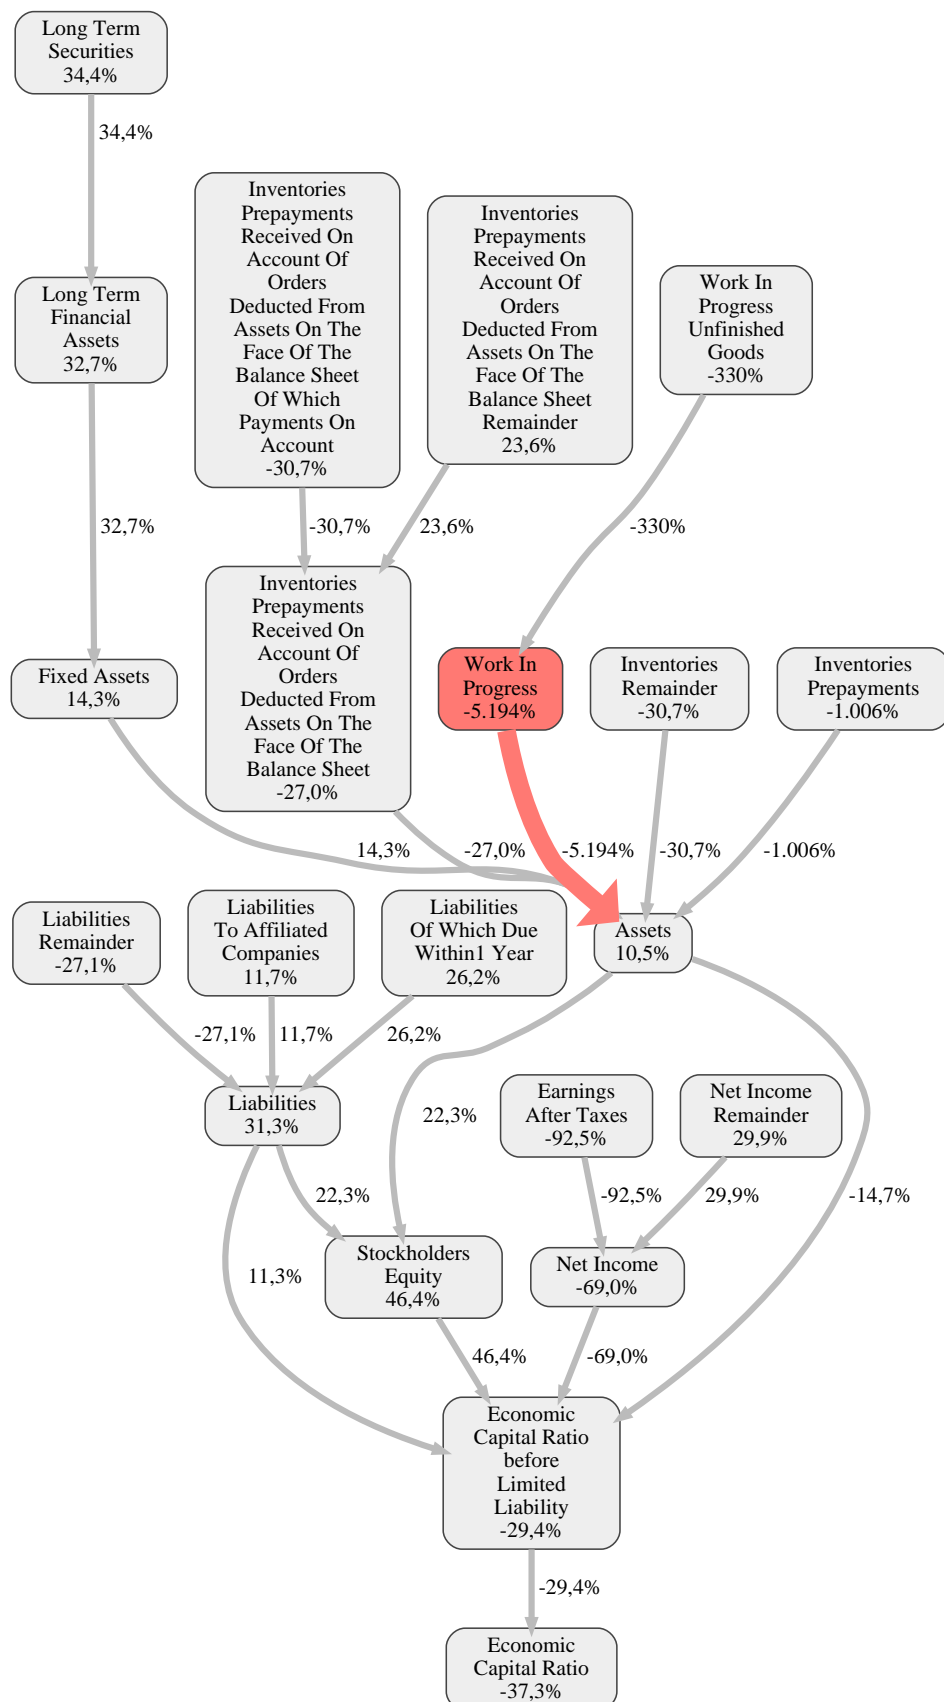 Long Term
Securities
34,4%
34,4%
Inventories
Prepayments
Received On
Account Of
Orders
Deducted From
Assets On The
Face Of The
Balance Sheet
Of Which
Payments On
Account
-30,7%
Inventories
Prepayments
Received On
Account Of
Orders
Deducted From
Assets On The
Face Of The
Balance Sheet
Remainder
23,6%
Work In
Progress
Unfinished
Goods
-330%
Long Term
Financial
Assets
32,7%
32,7%
-30,7%
23,6%
-330%
Inventories
Prepayments
Received On
Account Of
Orders
Deducted From
Assets On The
Face Of The
Balance Sheet
-27,0%
Fixed Assets
14,3%
Work In
Progress
-5.194%
Inventories
Remainder
-30,7%
Inventories
Prepayments
-1.006%
14,3%
-27,0%
-5.194%
-30,7%
-1.006%
Liabilities
Remainder
-27,1%
Liabilities
To Affiliated
Companies
11,7%
Liabilities
Of Which Due
Within1 Year
26,2%
Assets
10,5%
-27,1%
11,7%
26,2%
Liabilities
31,3%
22,3%
Earnings
After Taxes
-92,5%
Net Income
Remainder
29,9%
22,3%
-92,5%
29,9%
-14,7%
11,3%
Stockholders
Equity
46,4%
Net Income
-69,0%
46,4%
-69,0%
Economic
Capital Ratio
before
Limited
Liability
-29,4%
-29,4%
Economic
Capital Ratio
-37,3%